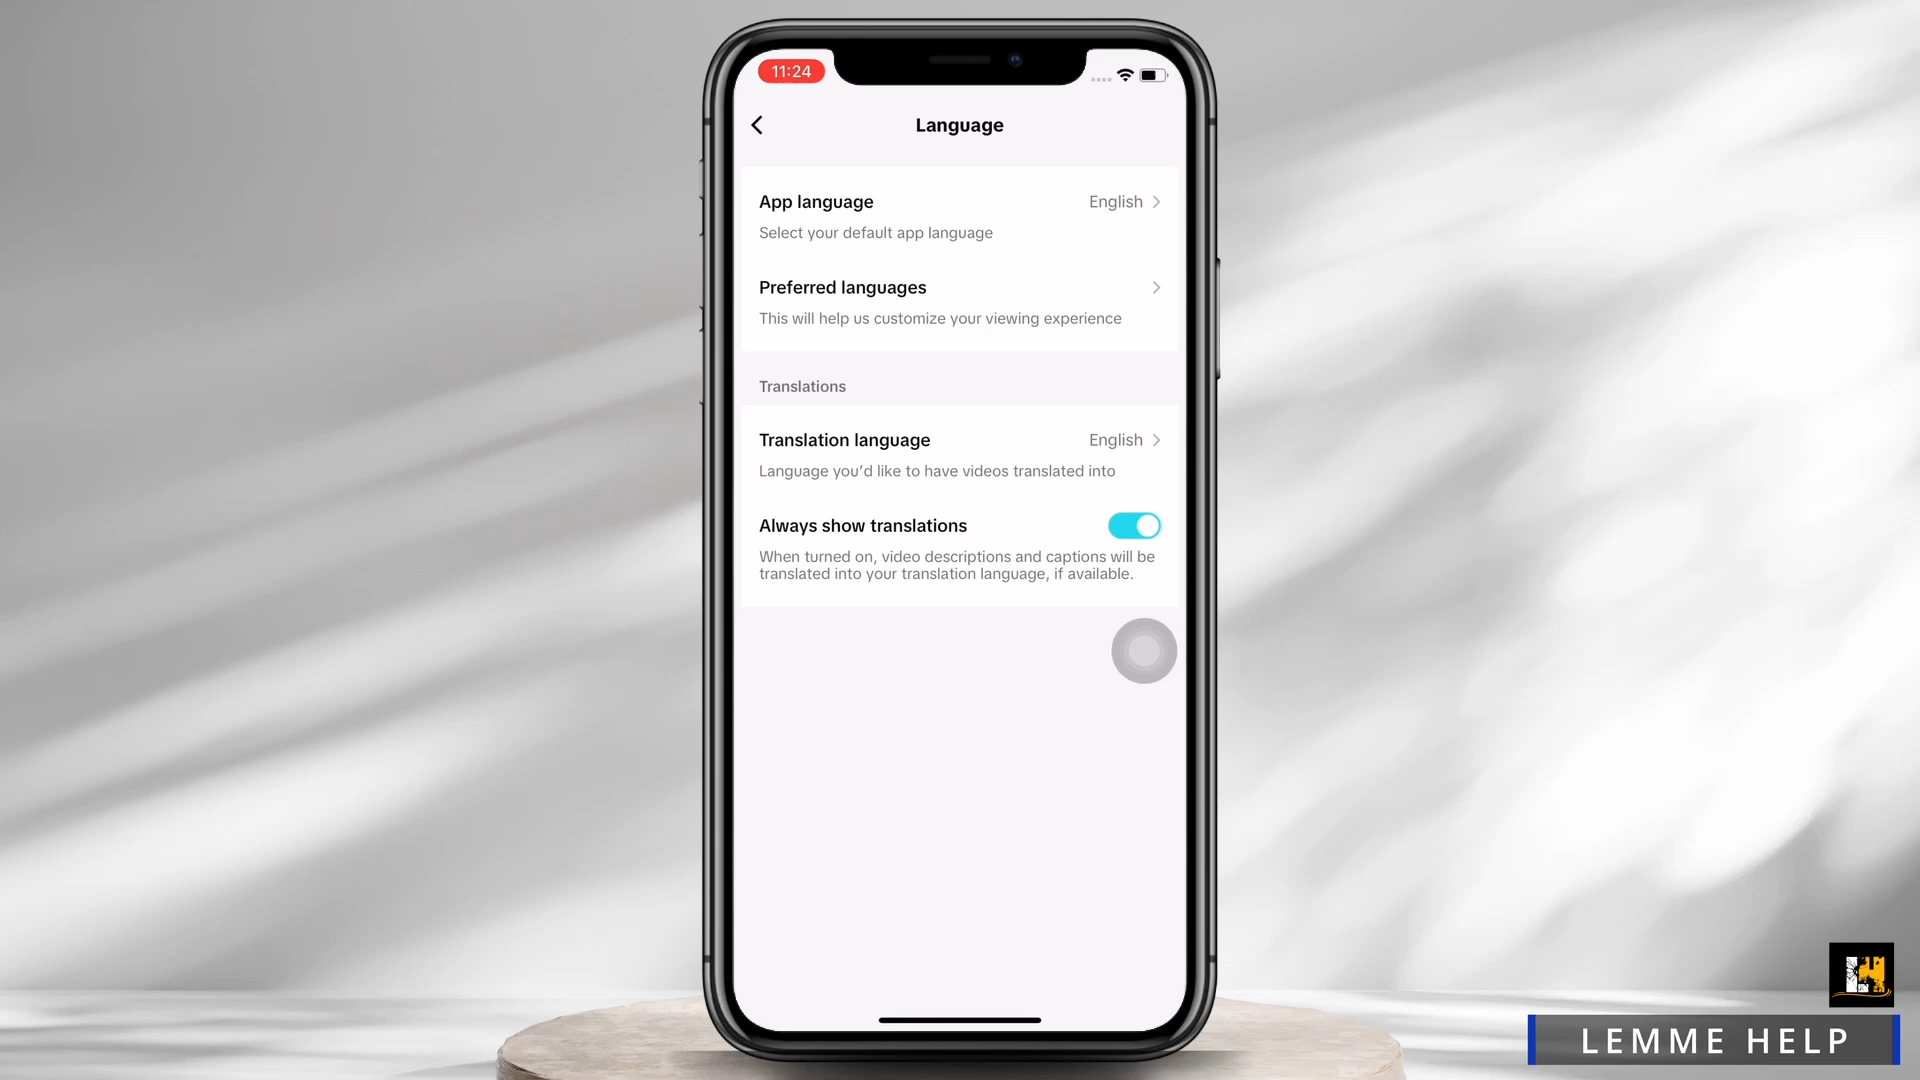 11:24
Language
App language English
Select your default app language
Preferred languages
This will help us customize your viewing experience
Translations
Translation language English
Language you’d like to have videos translated into
Always show translations
When turned on, video descriptions and captions will be
translated into your translation language, if available.
LH
LEMME HELP